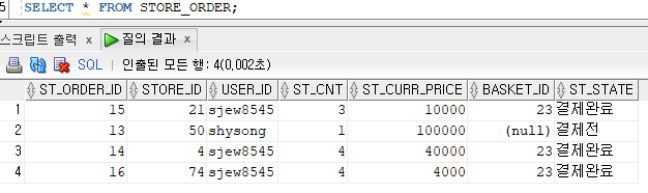 5 SELECT * FROM STORE_ORDER;
스크립트 출력 x 질의 결과 x
SQL | 인출된 모든 행: 4(0,002초)
ST_ORDER_ID STORE_ID USER_ID ST_CNT ST_CURR_PRICE BASKET_ID ST_STATE
1 15 21 sjew8545 3 10000 23 결제완료
2 13 50 shysong 1 100000 (null) 결제전
3 14 4 sjew8545 4 40000 23 결제완료
4 16 74 sjew8545 4 4000 23 결제완료